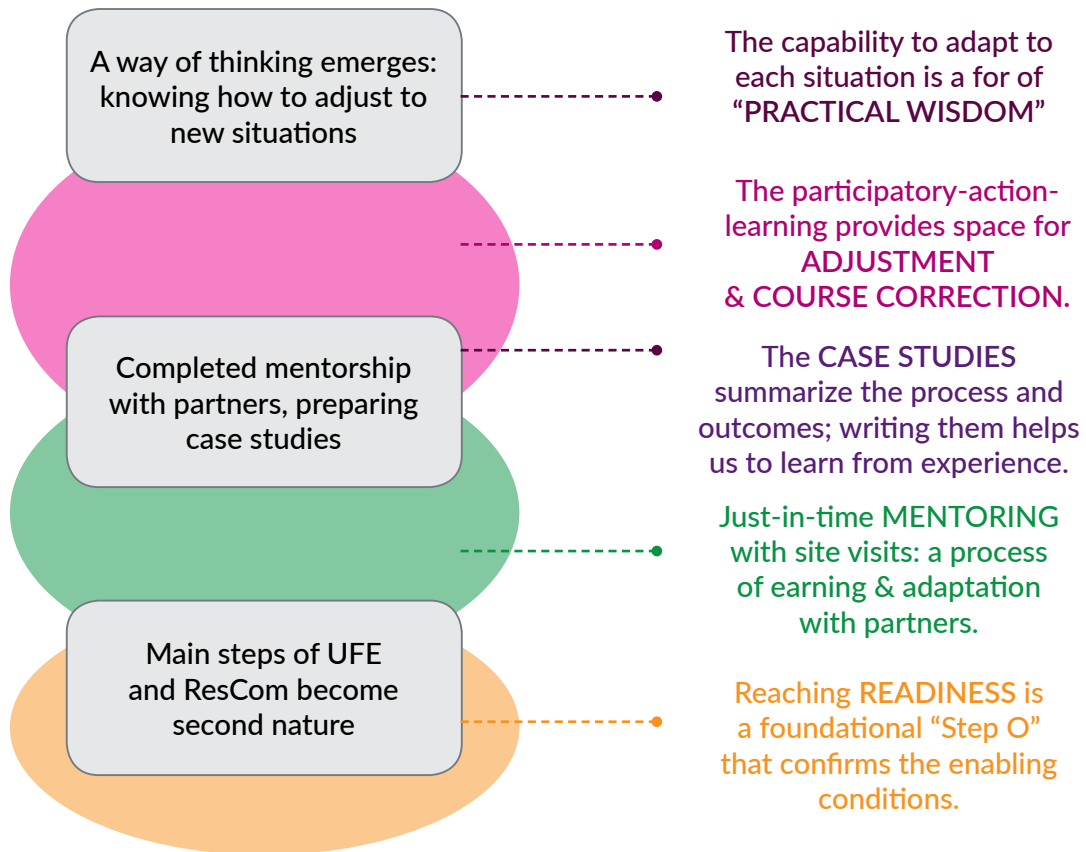 A way of thinking emerges:
knowing how to adjust to
new situations
The capability to adapt to
each situation is a for of
“PRACTICAL WISDOM”
The participatory-action-
learning provides space for
ADJUSTMENT
& COURSE CORRECTION.
Completed mentorship
with partners, preparing
case studies
The CASE STUDIES
summarize the process and
outcomes; writing them helps
us to learn from experience.
Just-in-time MENTORING
with site visits: a process
of earning & adaptation
with partners.
Main steps of UFE
and ResCom become
second nature
Reaching READINESS is
a foundational “Step O”
that confirms the enabling
conditions.